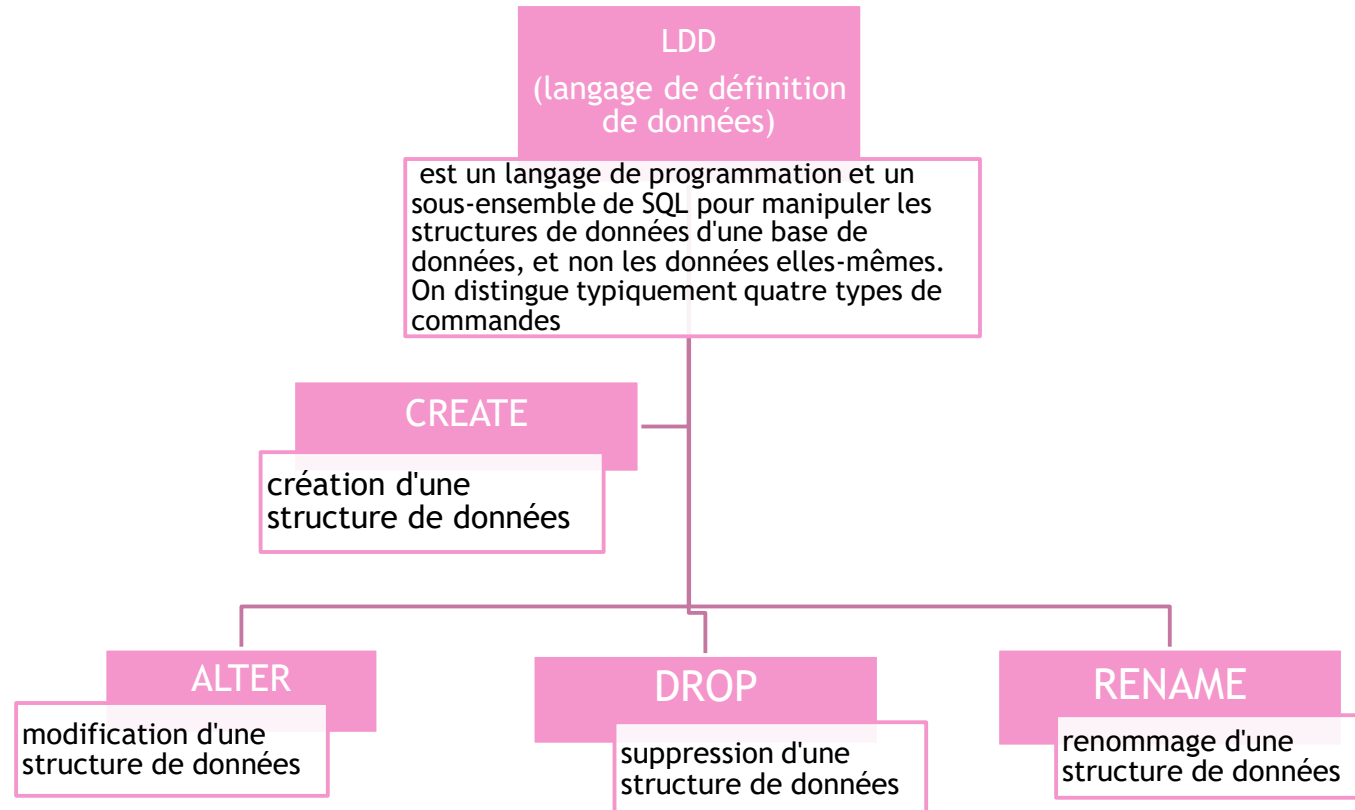 LDD
(langage de définition
de données)
est un langage de programmation et un
sous-ensemble de SQL pour manipuler les
structures de données d'une base de
données, et non les données elles-mêmes.
On distingue typiquement quatre types de
commandes
CREATE
création d'une
structure de données
ALTER
modification d'une
structure de données
DROP
suppression d'une
structure de données
RENAME
renommage d'une
structure de données